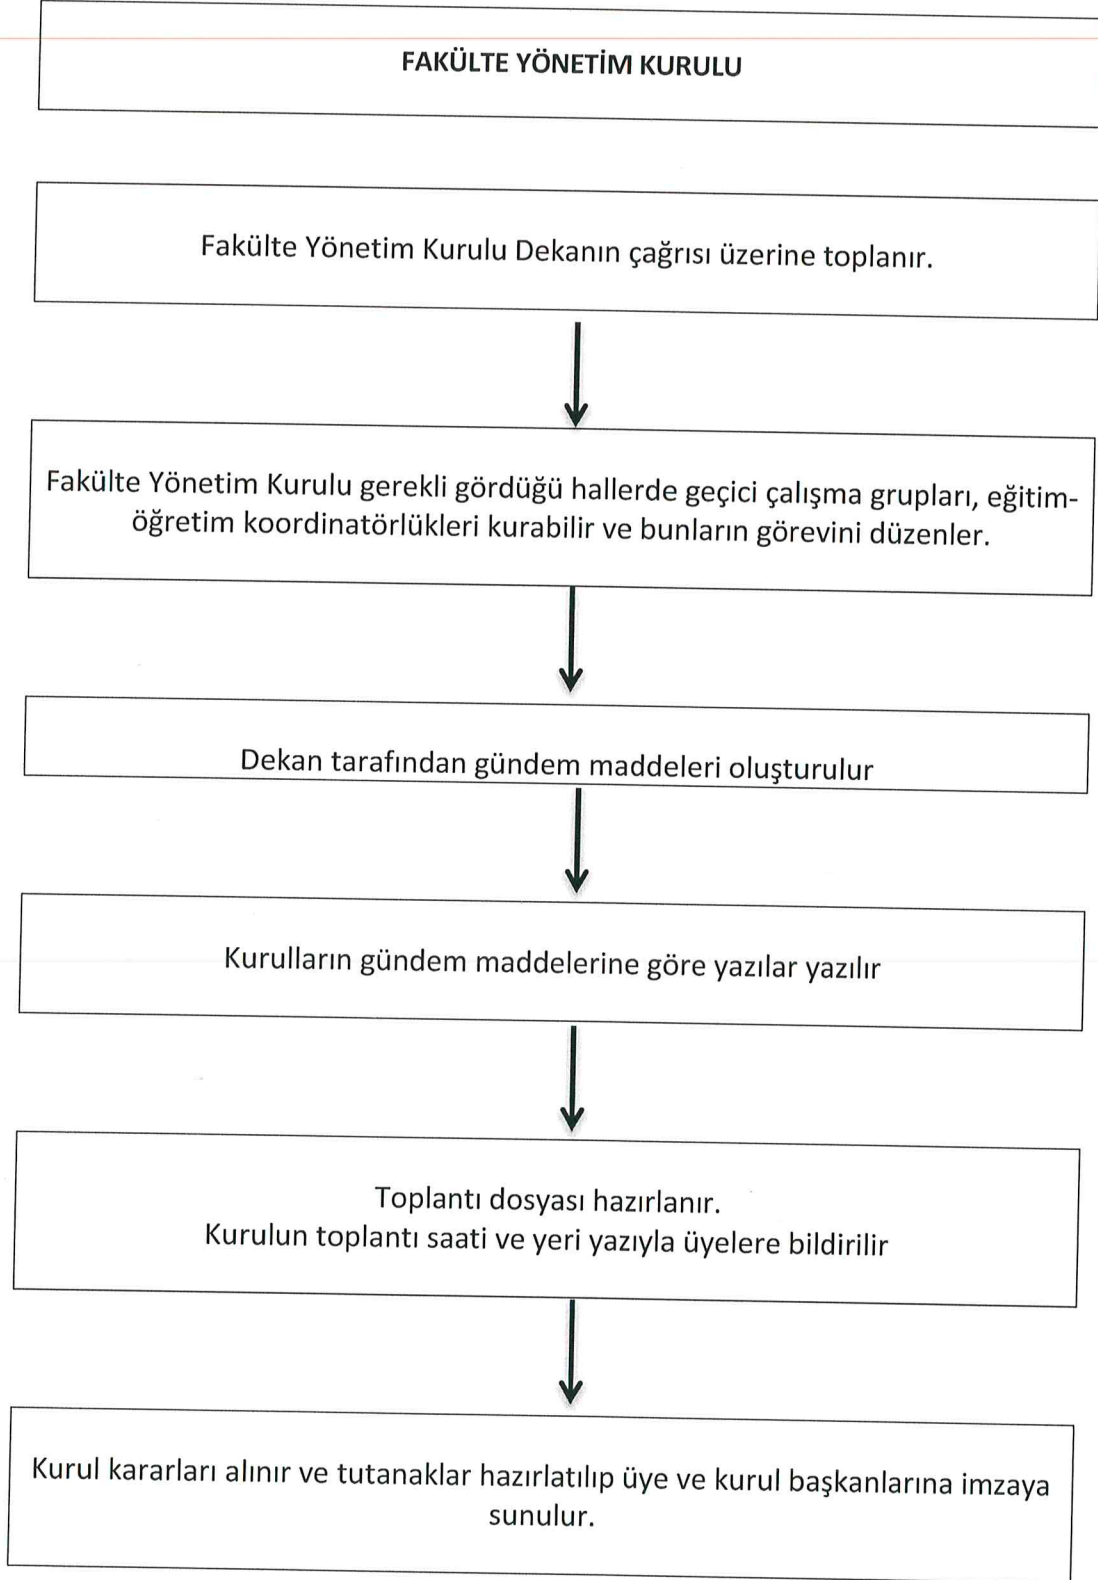 FAKÜLTE YÖNETİM KURULU
Fakülte Yönetim Kurulu Dekanın çağrısı üzerine toplanır.
Fakülte Yönetim Kurulu gerekli gördüğü hallerde geçici çalışma grupları, eğitim-
öğretim koordinatörlükleri kurabilir ve bunların görevini düzenler.
Dekan tarafından gündem maddeleri oluşturulur
Kurulların gündem maddelerine göre yazılar yazılır
Toplantı dosyası hazırlanır.
Kurulun toplantı saati ve yeri yazıyla üyelere bildirilir
Kurul kararları alınır ve tutanaklar hazırlatılıp üye ve kurul başkanlarına imzaya
sunulur.